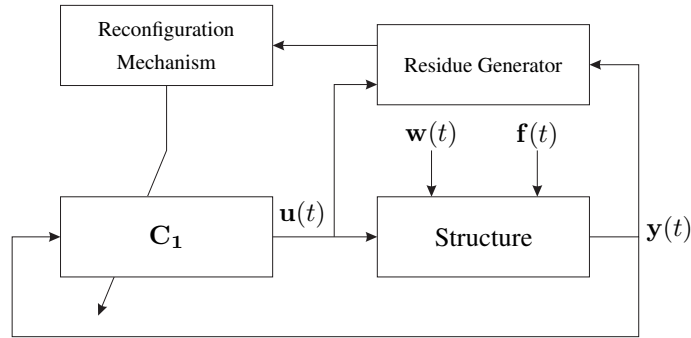 Reconfiguration
Mechanism
Residue Generator
w(t)
f(t)
C₁
u(t)
Structure
y(t)